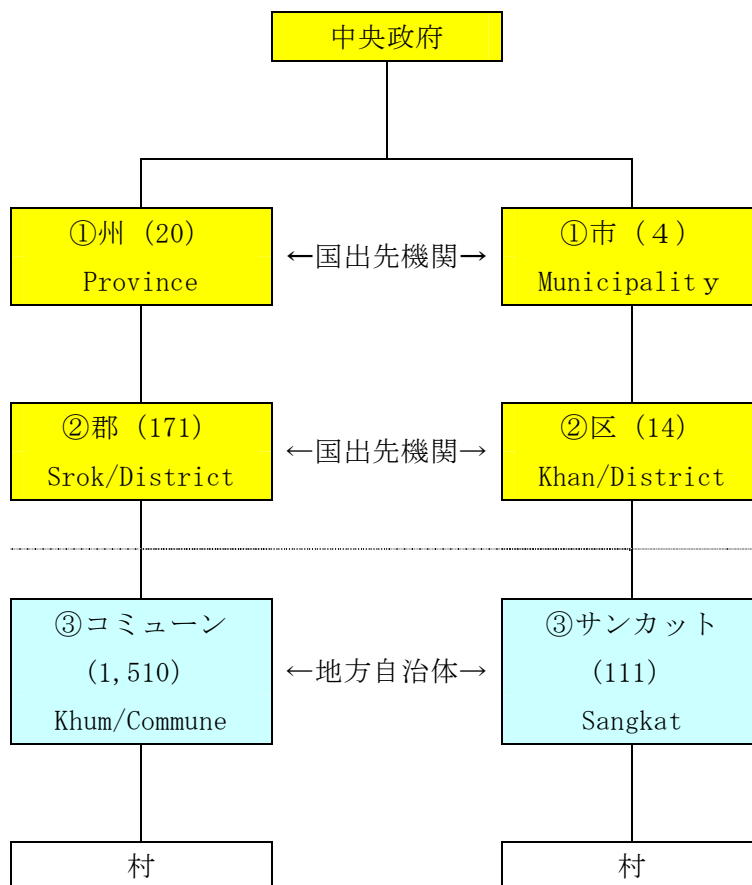 中央政府
①州 (20)
Province
←国出先機関→
①市 (４)
Municipalitｙ
②郡 (171)
Srok/District
←国出先機関→
②区 (14)
Khan/District
③コミューン
(1,510)
Khum/Commune
←地方自治体→
③サンカット
(111)
Sangkat
村
村